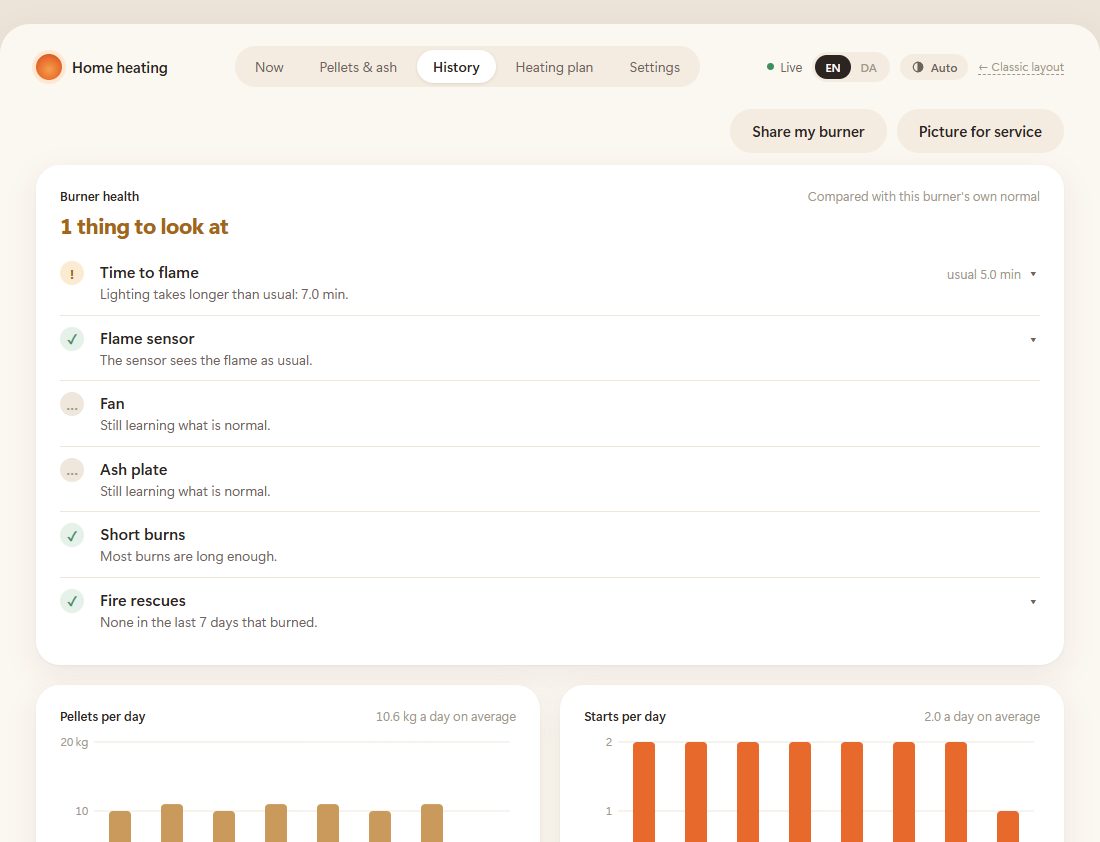 Home heating
Now
Pellets & ash
History
Heating plan
Settings
Live
EN
DA
Auto
← Classic layout
Share my burner
Picture for service
Burner health
Compared with this burner's own normal
1 thing to look at
!
Time to flame
usual 5.0 min ▾
Lighting takes longer than usual: 7.0 min.
✓
Flame sensor
▾
The sensor sees the flame as usual.
…
Fan
Still learning what is normal.
…
Ash plate
Still learning what is normal.
✓
Short burns
Most burns are long enough.
✓
Fire rescues
▾
None in the last 7 days that burned.
Pellets per day
10.6 kg a day on average
20 kg
10
Starts per day
2.0 a day on average
2
1